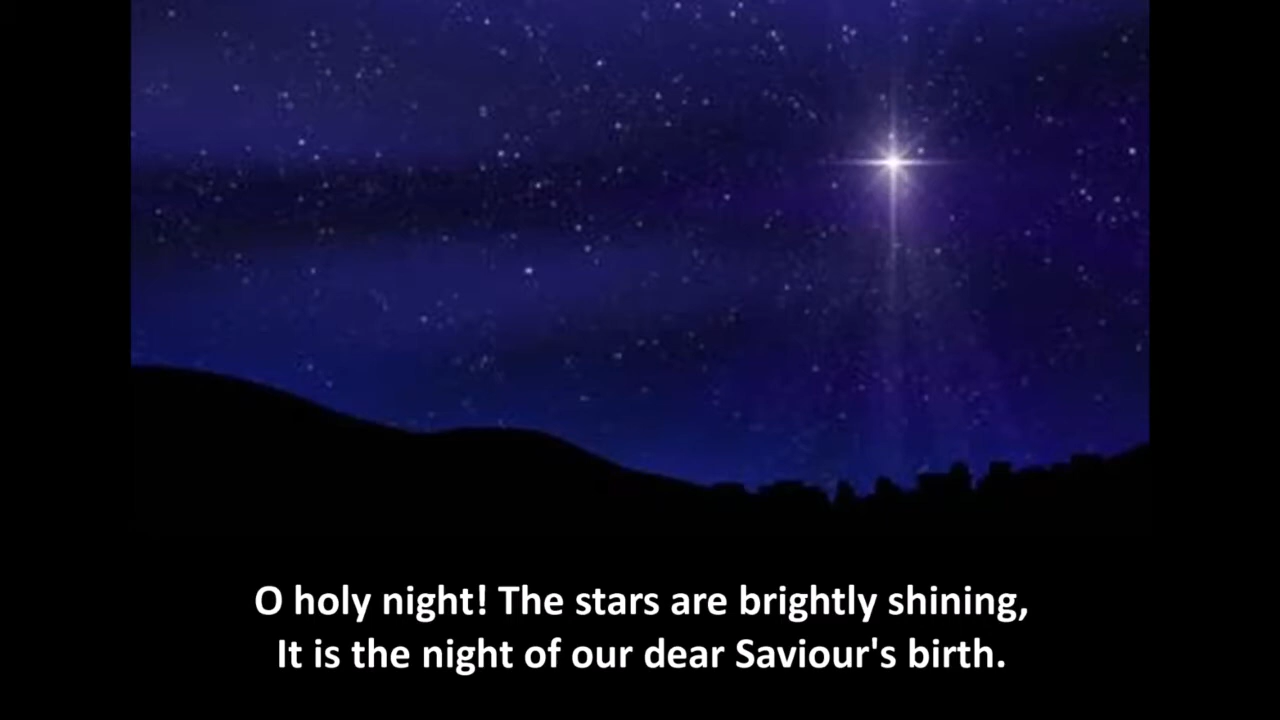 O holy night! The stars are brightly shining,
It is the night of our dear Saviour's birth.